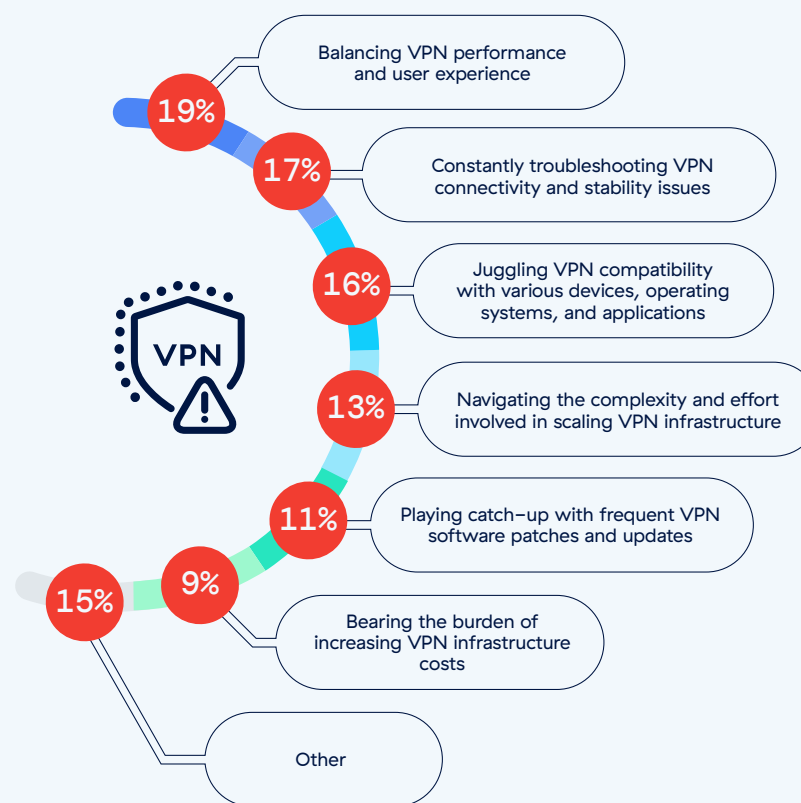 19%
Balancing VPN performance
and user experience
17%
Constantly troubleshooting VPN
connectivity and stability issues
16%
Juggling VPN compatibility
with various devices, operating
systems, and applications
VPN
13%
Navigating the complexity and effort
involved in scaling VPN infrastructure
11%
Playing catch–up with frequent VPN
software patches and updates
9%
Bearing the burden of
increasing VPN infrastructure
costs
15%
Other